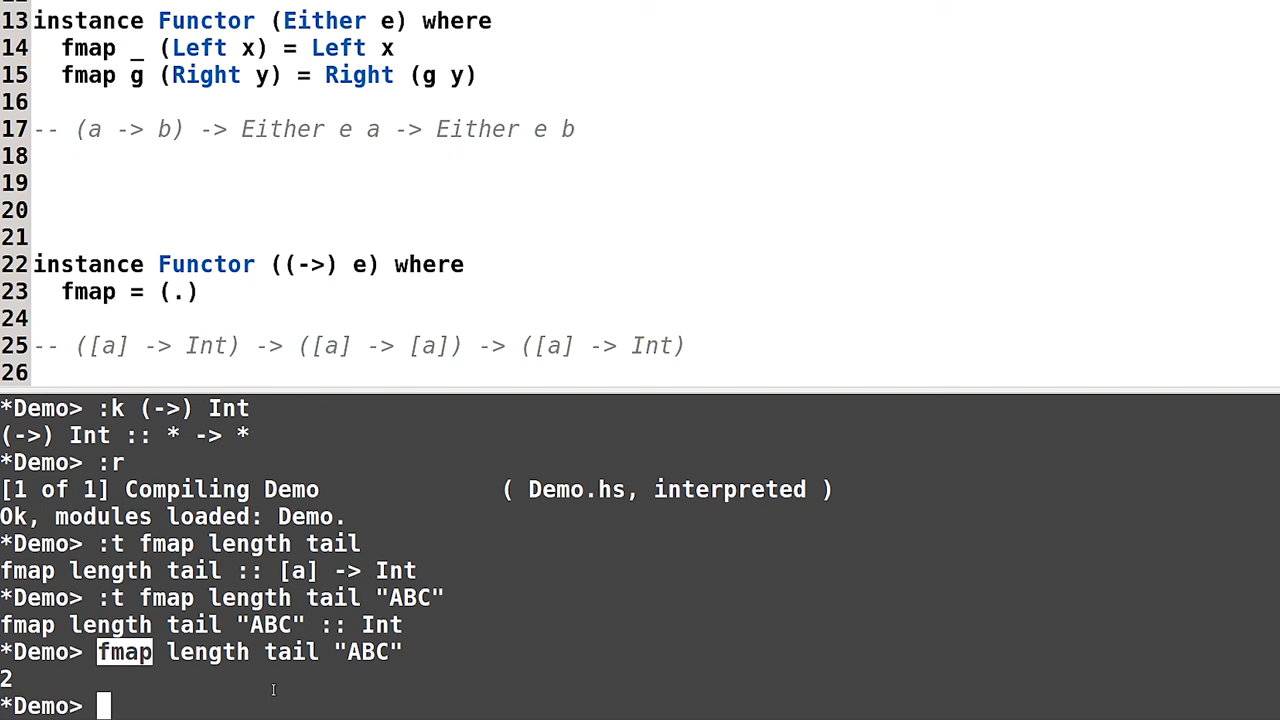 13 instance Functor (Either e) where
14   fmap _ (Left x) = Left x
15   fmap g (Right y) = Right (g y)
16
17 -- (a -> b) -> Either e a -> Either e b
18
19
20
21
22 instance Functor ((->) e) where
23   fmap = (.)
24
25 -- ([a] -> Int) -> ([a] -> [a]) -> ([a] -> Int)
26
*Demo> :k (->) Int
(->) Int :: * -> *
*Demo> :r
[1 of 1] Compiling Demo             ( Demo.hs, interpreted )
Ok, modules loaded: Demo.
*Demo> :t fmap length tail
fmap length tail :: [a] -> Int
*Demo> :t fmap length tail "ABC"
fmap length tail "ABC" :: Int
*Demo> fmap length tail "ABC"
2
*Demo>